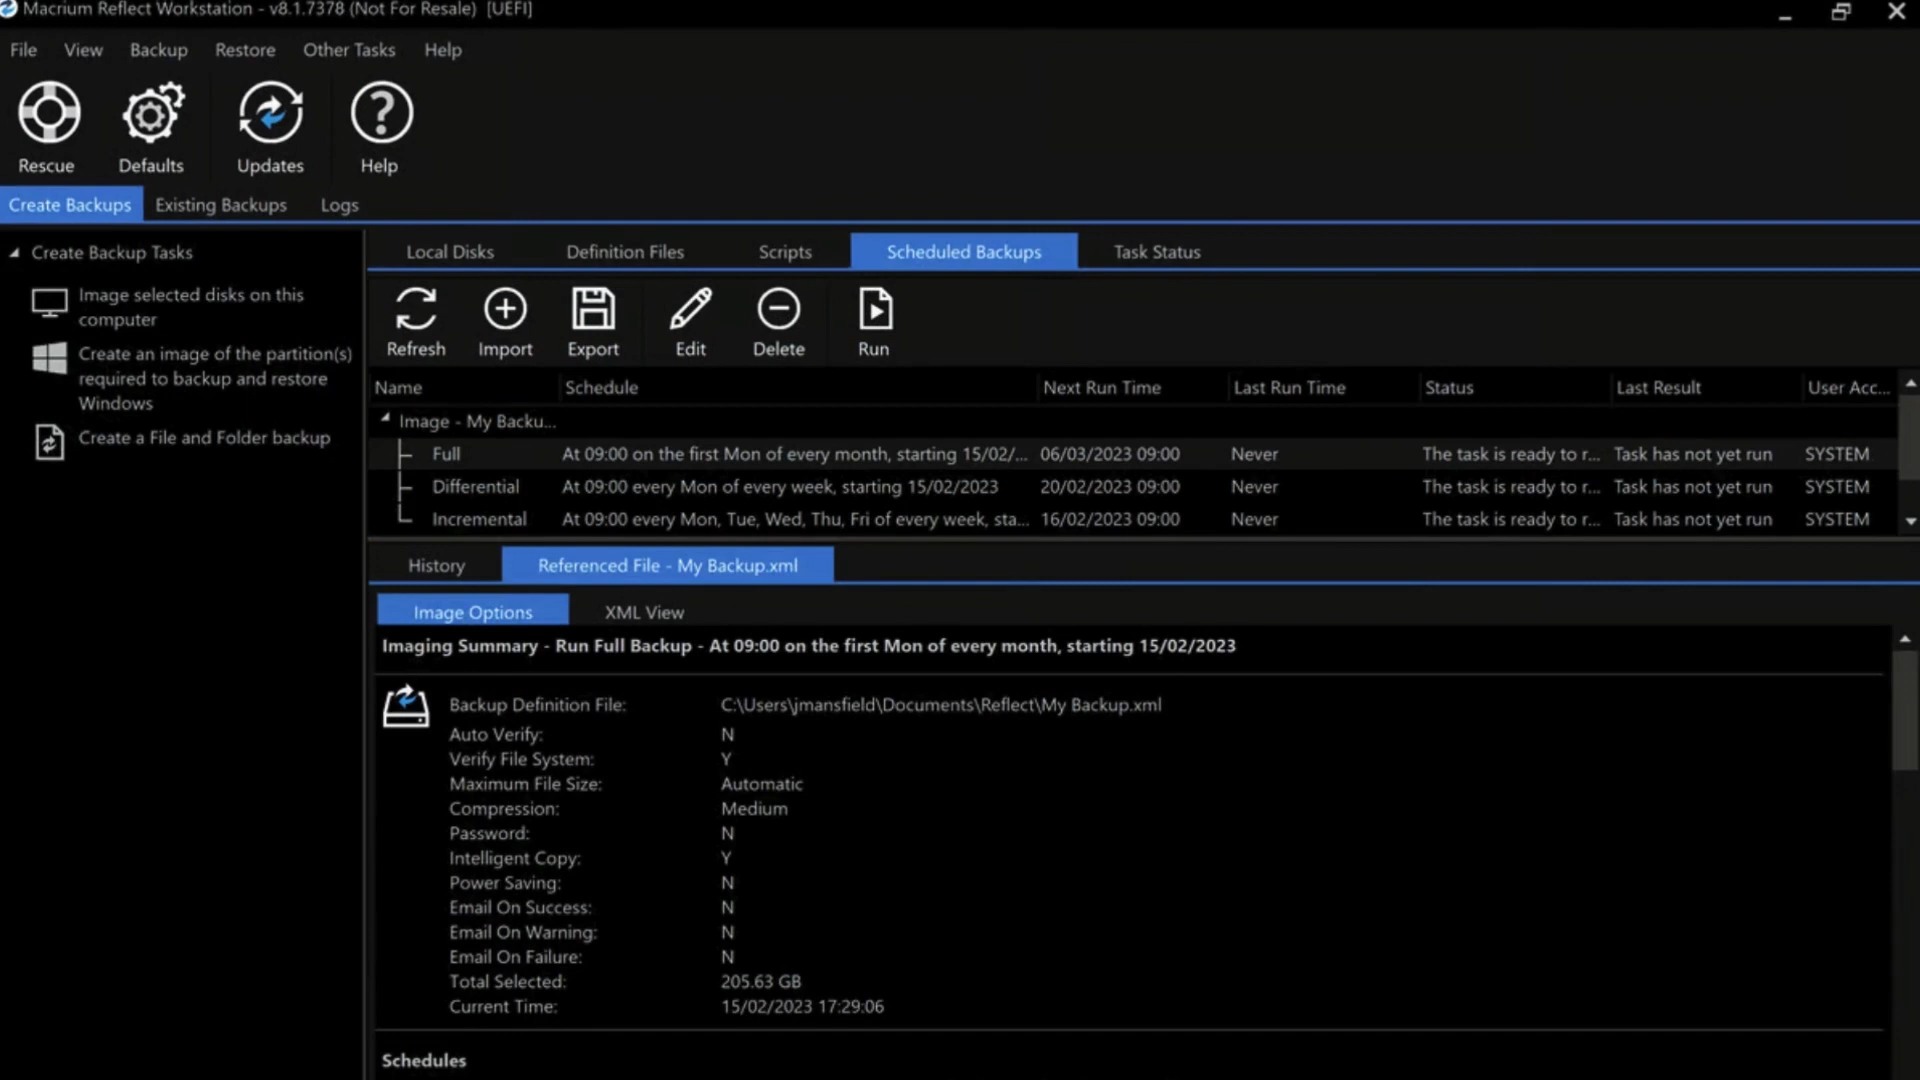 Macrium Reflect Workstation - v8.1.7378 (Not For Resale) [UEFI]
File View Backup Restore Other Tasks Help
Rescue Defaults Updates Help
Create Backups Existing Backups Logs
Create Backup Tasks
Image selected disks on this
computer
Create an image of the partition(s)
required to backup and restore
Windows
Create a File and Folder backup
Local Disks Definition Files Scripts Scheduled Backups Task Status
Refresh Import Export Edit Delete Run
Name Schedule Next Run Time Last Run Time Status Last Result User Acc...
Image - My Backu...
Full At 09:00 on the first Mon of every month, starting 15/02/... 06/03/2023 09:00 Never The task is ready to r... Task has not yet run SYSTEM
Differential At 09:00 every Mon of every week, starting 15/02/2023 20/02/2023 09:00 Never The task is ready to r... Task has not yet run SYSTEM
Incremental At 09:00 every Mon, Tue, Wed, Thu, Fri of every week, sta... 16/02/2023 09:00 Never The task is ready to r... Task has not yet run SYSTEM
History Referenced File - My Backup.xml
Image Options XML View
Imaging Summary - Run Full Backup - At 09:00 on the first Mon of every month, starting 15/02/2023
Backup Definition File: C:\Users\jmansfield\Documents\Reflect\My Backup.xml
Auto Verify: N
Verify File System: Y
Maximum File Size: Automatic
Compression: Medium
Password: N
Intelligent Copy: Y
Power Saving: N
Email On Success: N
Email On Warning: N
Email On Failure: N
Total Selected: 205.63 GB
Current Time: 15/02/2023 17:29:06
Schedules